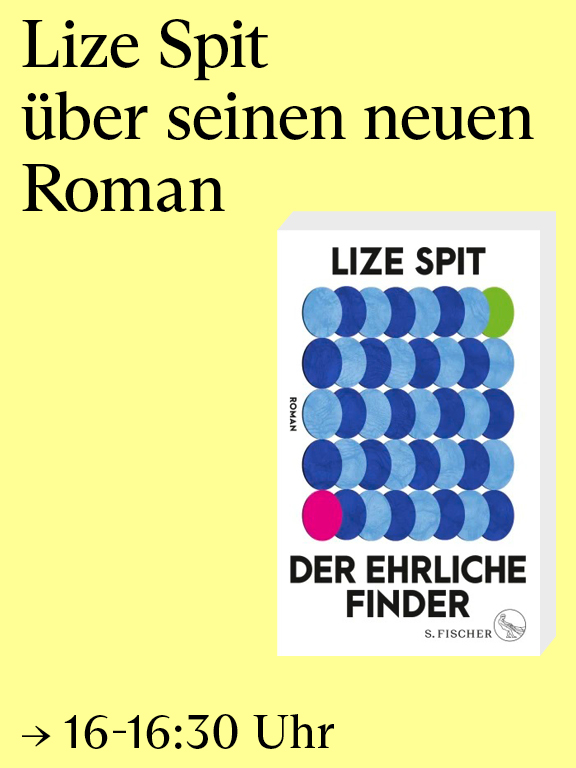 Lize Spit
über seinen neuen
Roman
LIZE SPIT
ROMAN
DER EHRLICHE
FINDER
S. FISCHER
→ 16-16:30 Uhr